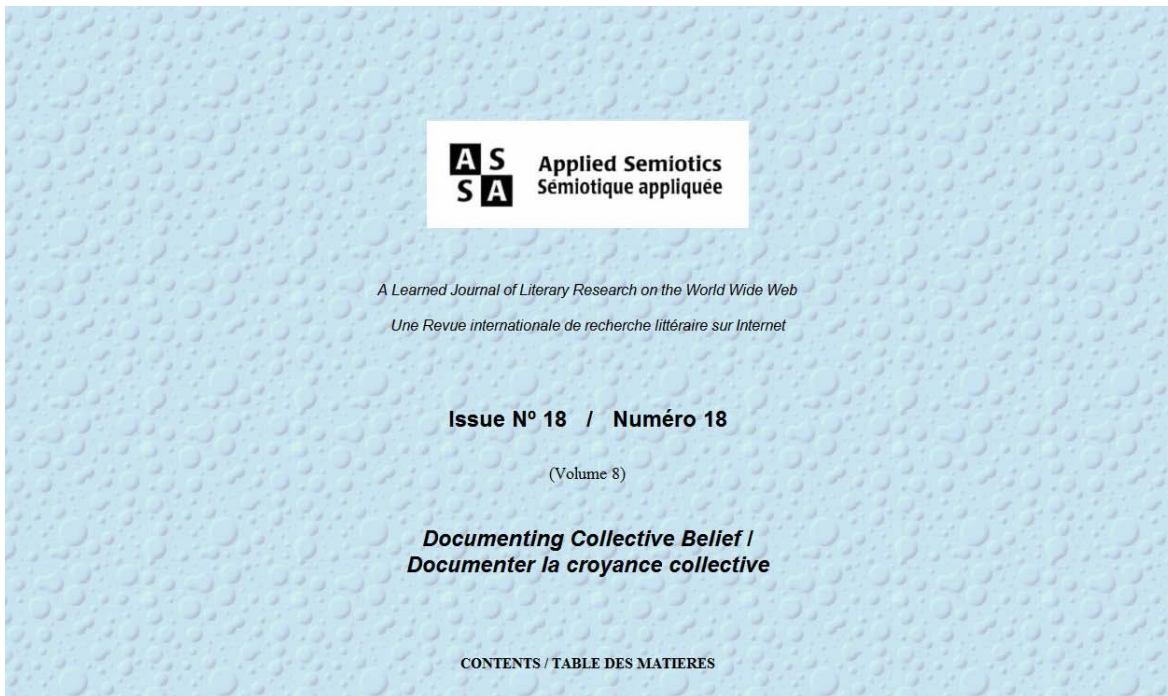 A S
S A
Applied Semiotics
Sémiotique appliquée
A Learned Journal of Literary Research on the World Wide Web
Une Revue internationale de recherche littéraire sur Internet
Issue Nº 18 / Numéro 18
(Volume 8)
Documenting Collective Belief /
Documenter la croyance collective
CONTENTS / TABLE DES MATIERES